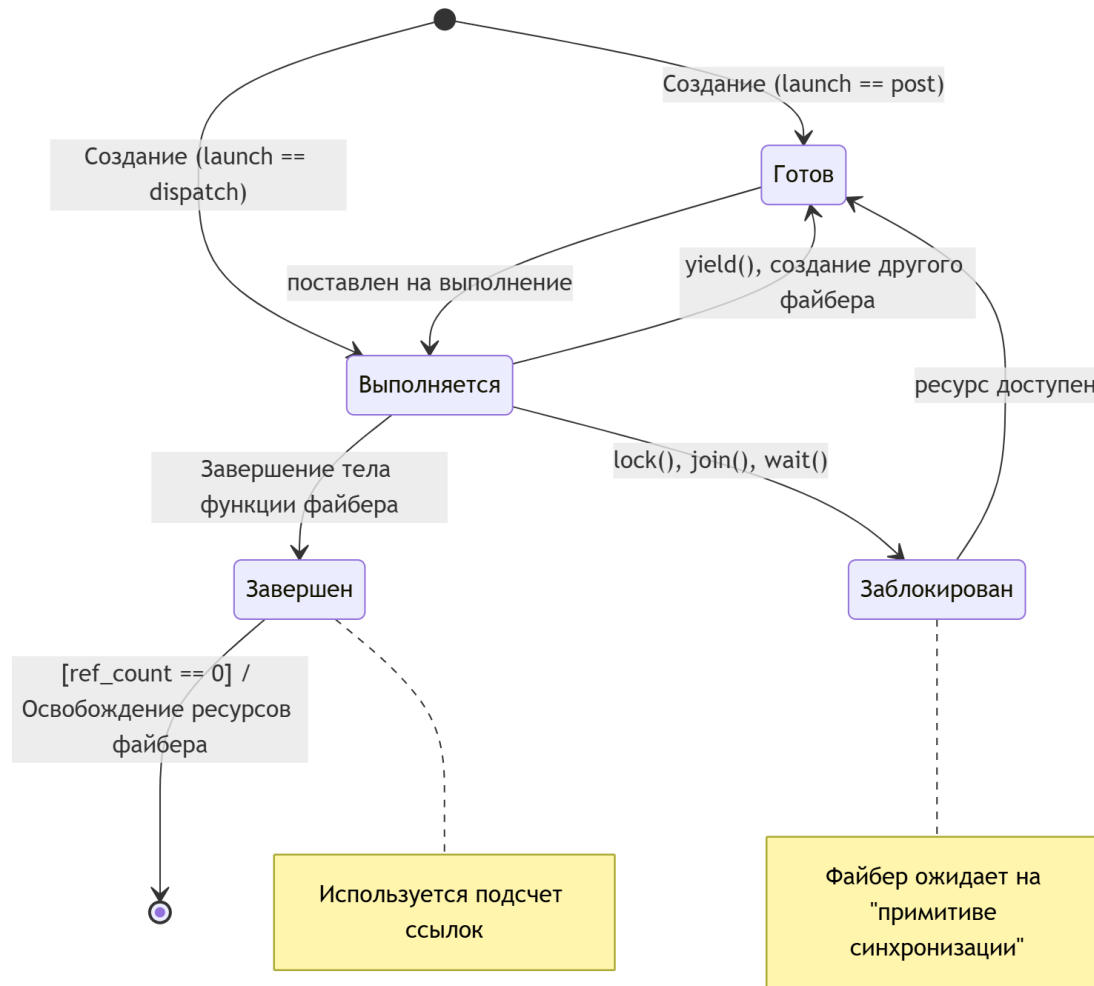 Создание (launch == post)
Создание (launch ==
dispatch)
Готов
yield(), создание другого
файбера
поставлен на выполнение
Выполняется
ресурс доступен
lock(), join(), wait()
Завершение тела
функции файбера
Завершен
Заблокирован
[ref_count == 0] /
Освобождение ресурсов
файбера
Используется подсчет
ссылок
Файбер ожидает на
"примитиве
синхронизации"